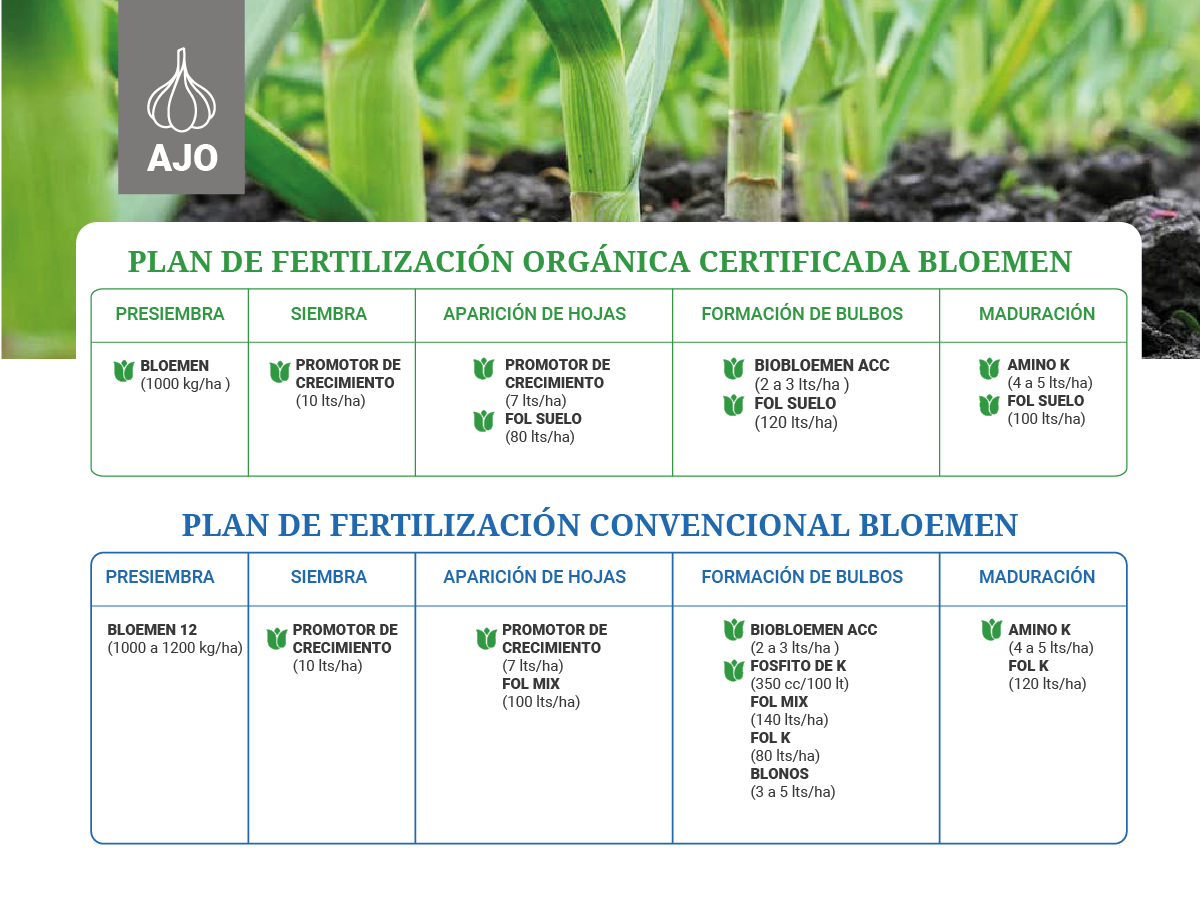 AJO
PLAN DE FERTILIZACIÓN ORGÁNICA CERTIFICADA BLOEMEN
PRESIEMBRA
SIEMBRA
APARICIÓN DE HOJAS
FORMACIÓN DE BULBOS
MADURACIÓN
BLOEMEN
(1000 kg/ha )
PROMOTOR DE
CRECIMIENTO
(10 lts/ha)
PROMOTOR DE
CRECIMIENTO
(7 lts/ha)
FOL SUELO
(80 lts/ha)
BIOBLOEMEN ACC
(2 a 3 lts/ha )
FOL SUELO
(120 lts/ha)
AMINO K
(4 a 5 lts/ha)
FOL SUELO
(100 lts/ha)
PLAN DE FERTILIZACIÓN CONVENCIONAL BLOEMEN
PRESIEMBRA
SIEMBRA
APARICIÓN DE HOJAS
FORMACIÓN DE BULBOS
MADURACIÓN
BLOEMEN 12
(1000 a 1200 kg/ha)
PROMOTOR DE
CRECIMIENTO
(10 lts/ha)
PROMOTOR DE
CRECIMIENTO
(7 lts/ha)
FOL MIX
(100 lts/ha)
BIOBLOEMEN ACC
(2 a 3 lts/ha )
FOSFITO DE K
(350 cc/100 lt)
FOL MIX
(140 lts/ha)
FOL K
(80 lts/ha)
BLONOS
(3 a 5 lts/ha)
AMINO K
(4 a 5 lts/ha)
FOL K
(120 lts/ha)